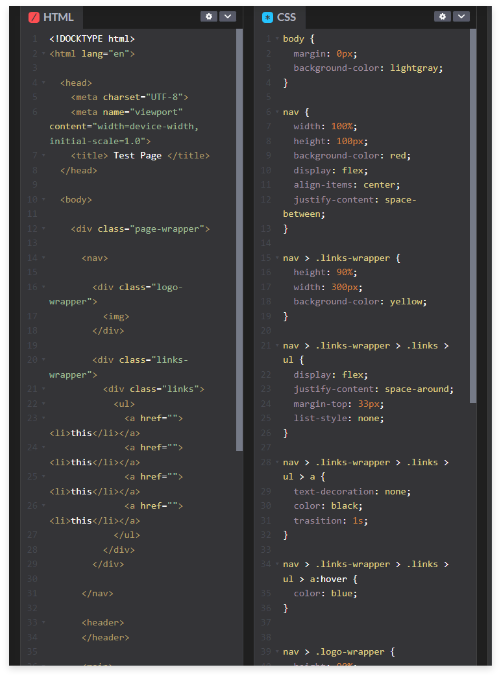 HTML
1 <!DOCKTYPE html>
2 <html lang="en">
3
4 <head>
5 <meta charset="UTF-8">
6 <meta name="viewport"
content="width=device-width,
initial-scale=1.0">
7 <title> Test Page </title>
8 </head>
9
10 <body>
11
12 <div class="page-wrapper">
13
14 <nav>
15
16 <div class="logo-
wrapper">
17 <img>
18 </div>
19
20 <div class="links-
wrapper">
21 <div class="links">
22 <ul>
23 <a href="">
<li>this</li></a>
24 <a href="">
<li>this</li></a>
25 <a href="">
<li>this</li></a>
26 <a href="">
<li>this</li></a>
27 </ul>
28 </div>
29 </div>
30
31 </nav>
32
33 <header>
34 </header>
35
CSS
1 body {
2 margin: 0px;
3 background-color: lightgray;
4 }
5
6 nav {
7 width: 100%;
8 height: 100px;
9 background-color: red;
10 display: flex;
11 align-items: center;
12 justify-content: space-
between;
13 }
14
15 nav > .links-wrapper {
16 height: 90%;
17 width: 300px;
18 background-color: yellow;
19 }
20
21 nav > .links-wrapper > .links >
ul {
22 display: flex;
23 justify-content: space-around;
24 margin-top: 33px;
25 list-style: none;
26 }
27
28 nav > .links-wrapper > .links >
ul > a {
29 text-decoration: none;
30 color: black;
31 trasition: 1s;
32 }
33
34 nav > .links-wrapper > .links >
ul > a:hover {
35 color: blue;
36 }
37
38
39 nav > .logo-wrapper {